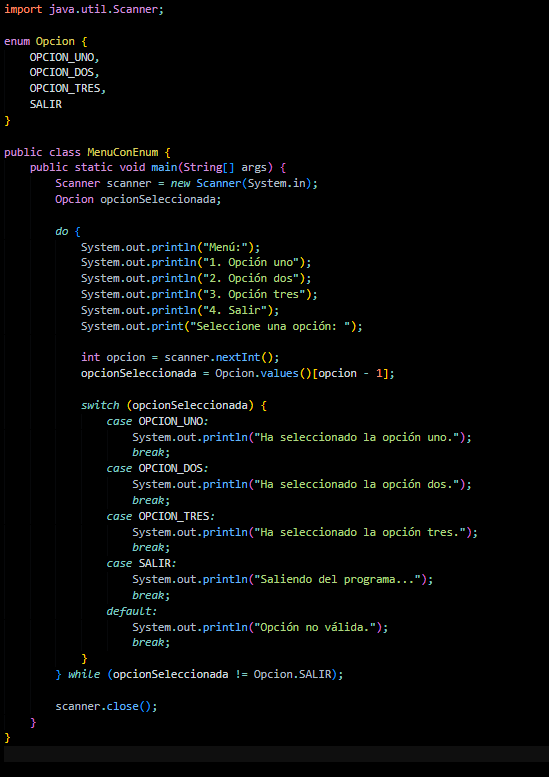 import java.util.Scanner;
enum Opcion {
OPCION_UNO,
OPCION_DOS,
OPCION_TRES,
SALIR
}
public class MenuConEnum {
public static void main(String[] args) {
Scanner scanner = new Scanner(System.in);
Opcion opcionSeleccionada;
do {
System.out.println("Menú:");
System.out.println("1. Opción uno");
System.out.println("2. Opción dos");
System.out.println("3. Opción tres");
System.out.println("4. Salir");
System.out.print("Seleccione una opción: ");
int opcion = scanner.nextInt();
opcionSeleccionada = Opcion.values()[opcion - 1];
switch (opcionSeleccionada) {
case OPCION_UNO:
System.out.println("Ha seleccionado la opción uno.");
break;
case OPCION_DOS:
System.out.println("Ha seleccionado la opción dos.");
break;
case OPCION_TRES:
System.out.println("Ha seleccionado la opción tres.");
break;
case SALIR:
System.out.println("Saliendo del programa...");
break;
default:
System.out.println("Opción no válida.");
break;
}
} while (opcionSeleccionada != Opcion.SALIR);
scanner.close();
}
}